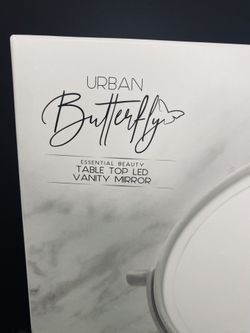 URBAN
Butterfly
ESSENTIAL BEAUTY
TABLE TOP LED
VANITY MIRROR